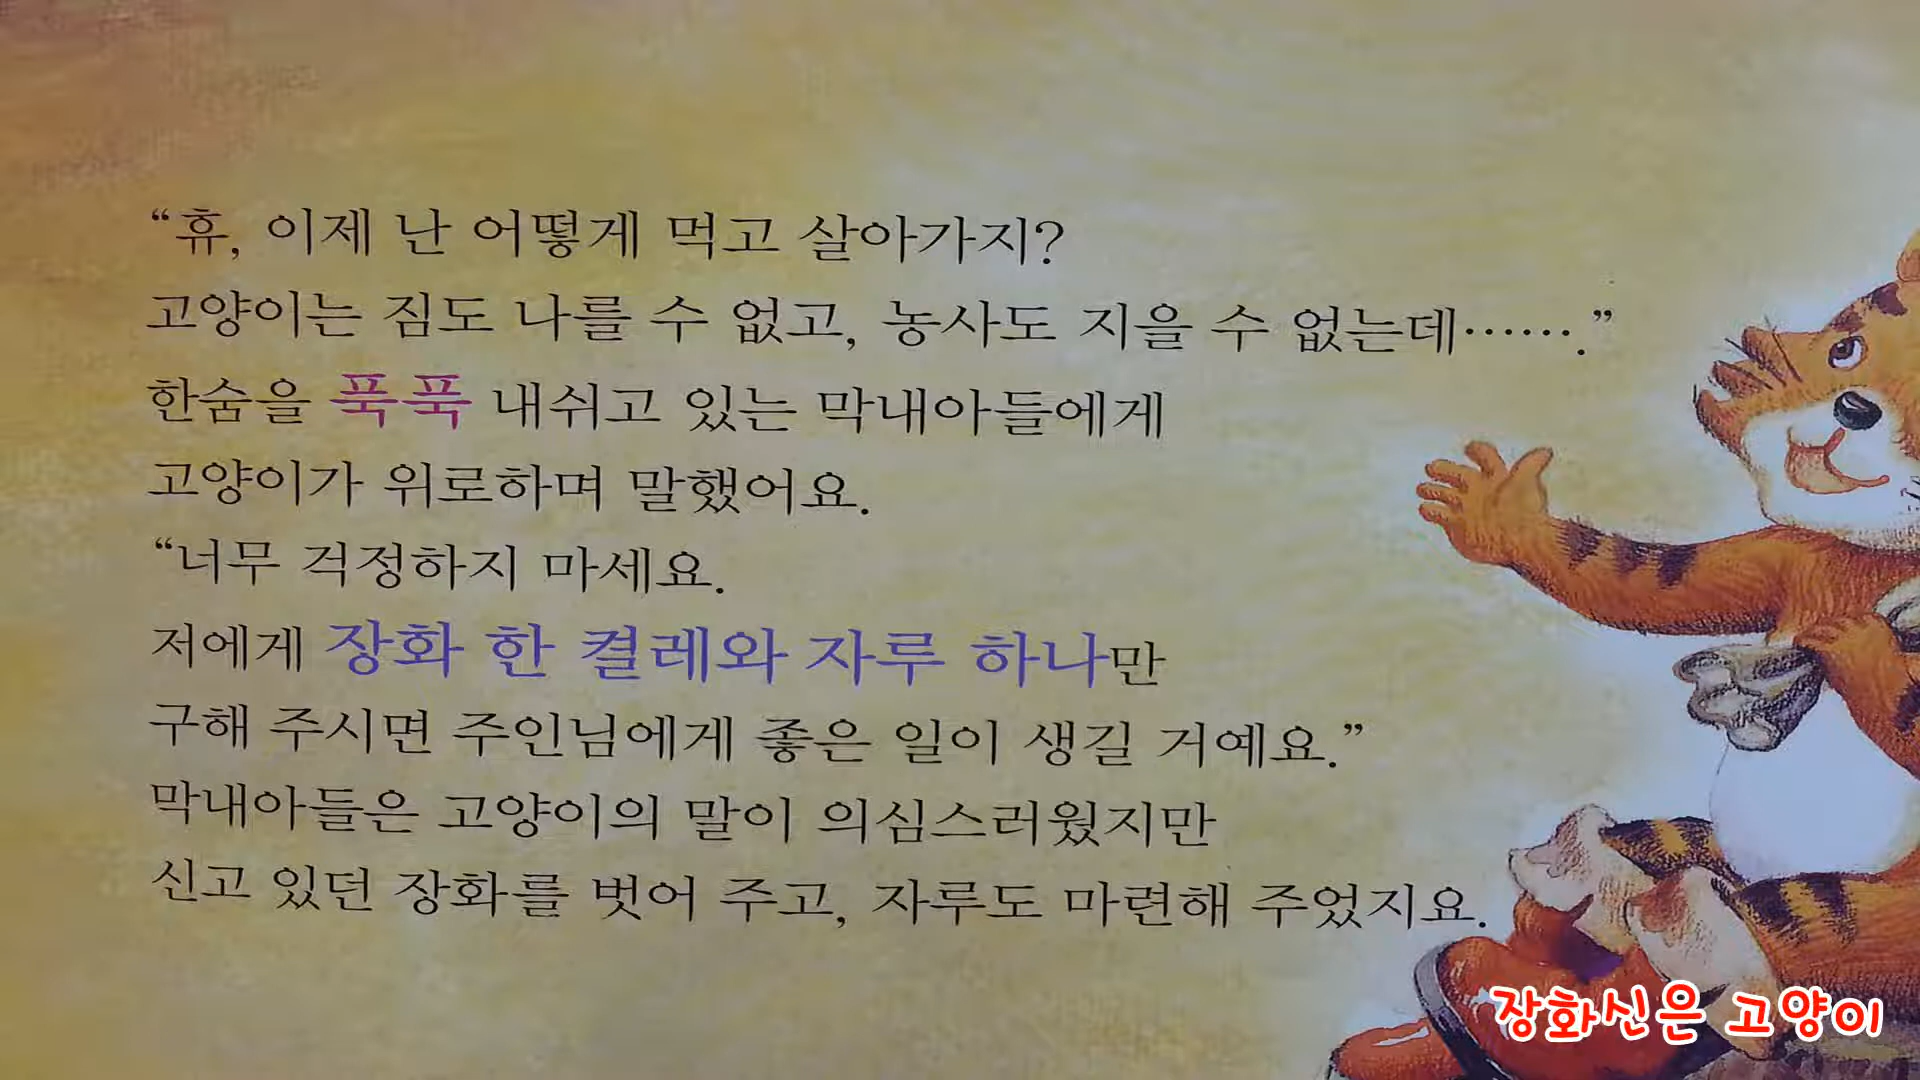 “휴, 이제 난 어떻게 먹고 살아가지?
고양이는 짐도 나를 수 없고, 농사도 지을 수 없는데…….”
한숨을 푹푹 내쉬고 있는 막내아들에게
고양이가 위로하며 말했어요.
“너무 걱정하지 마세요.
저에게 장화 한 켤레와 자루 하나만
구해 주시면 주인님에게 좋은 일이 생길 거예요.”
막내아들은 고양이의 말이 의심스러웠지만
신고 있던 장화를 벗어 주고, 자루도 마련해 주었지요.
장화신은 고양이